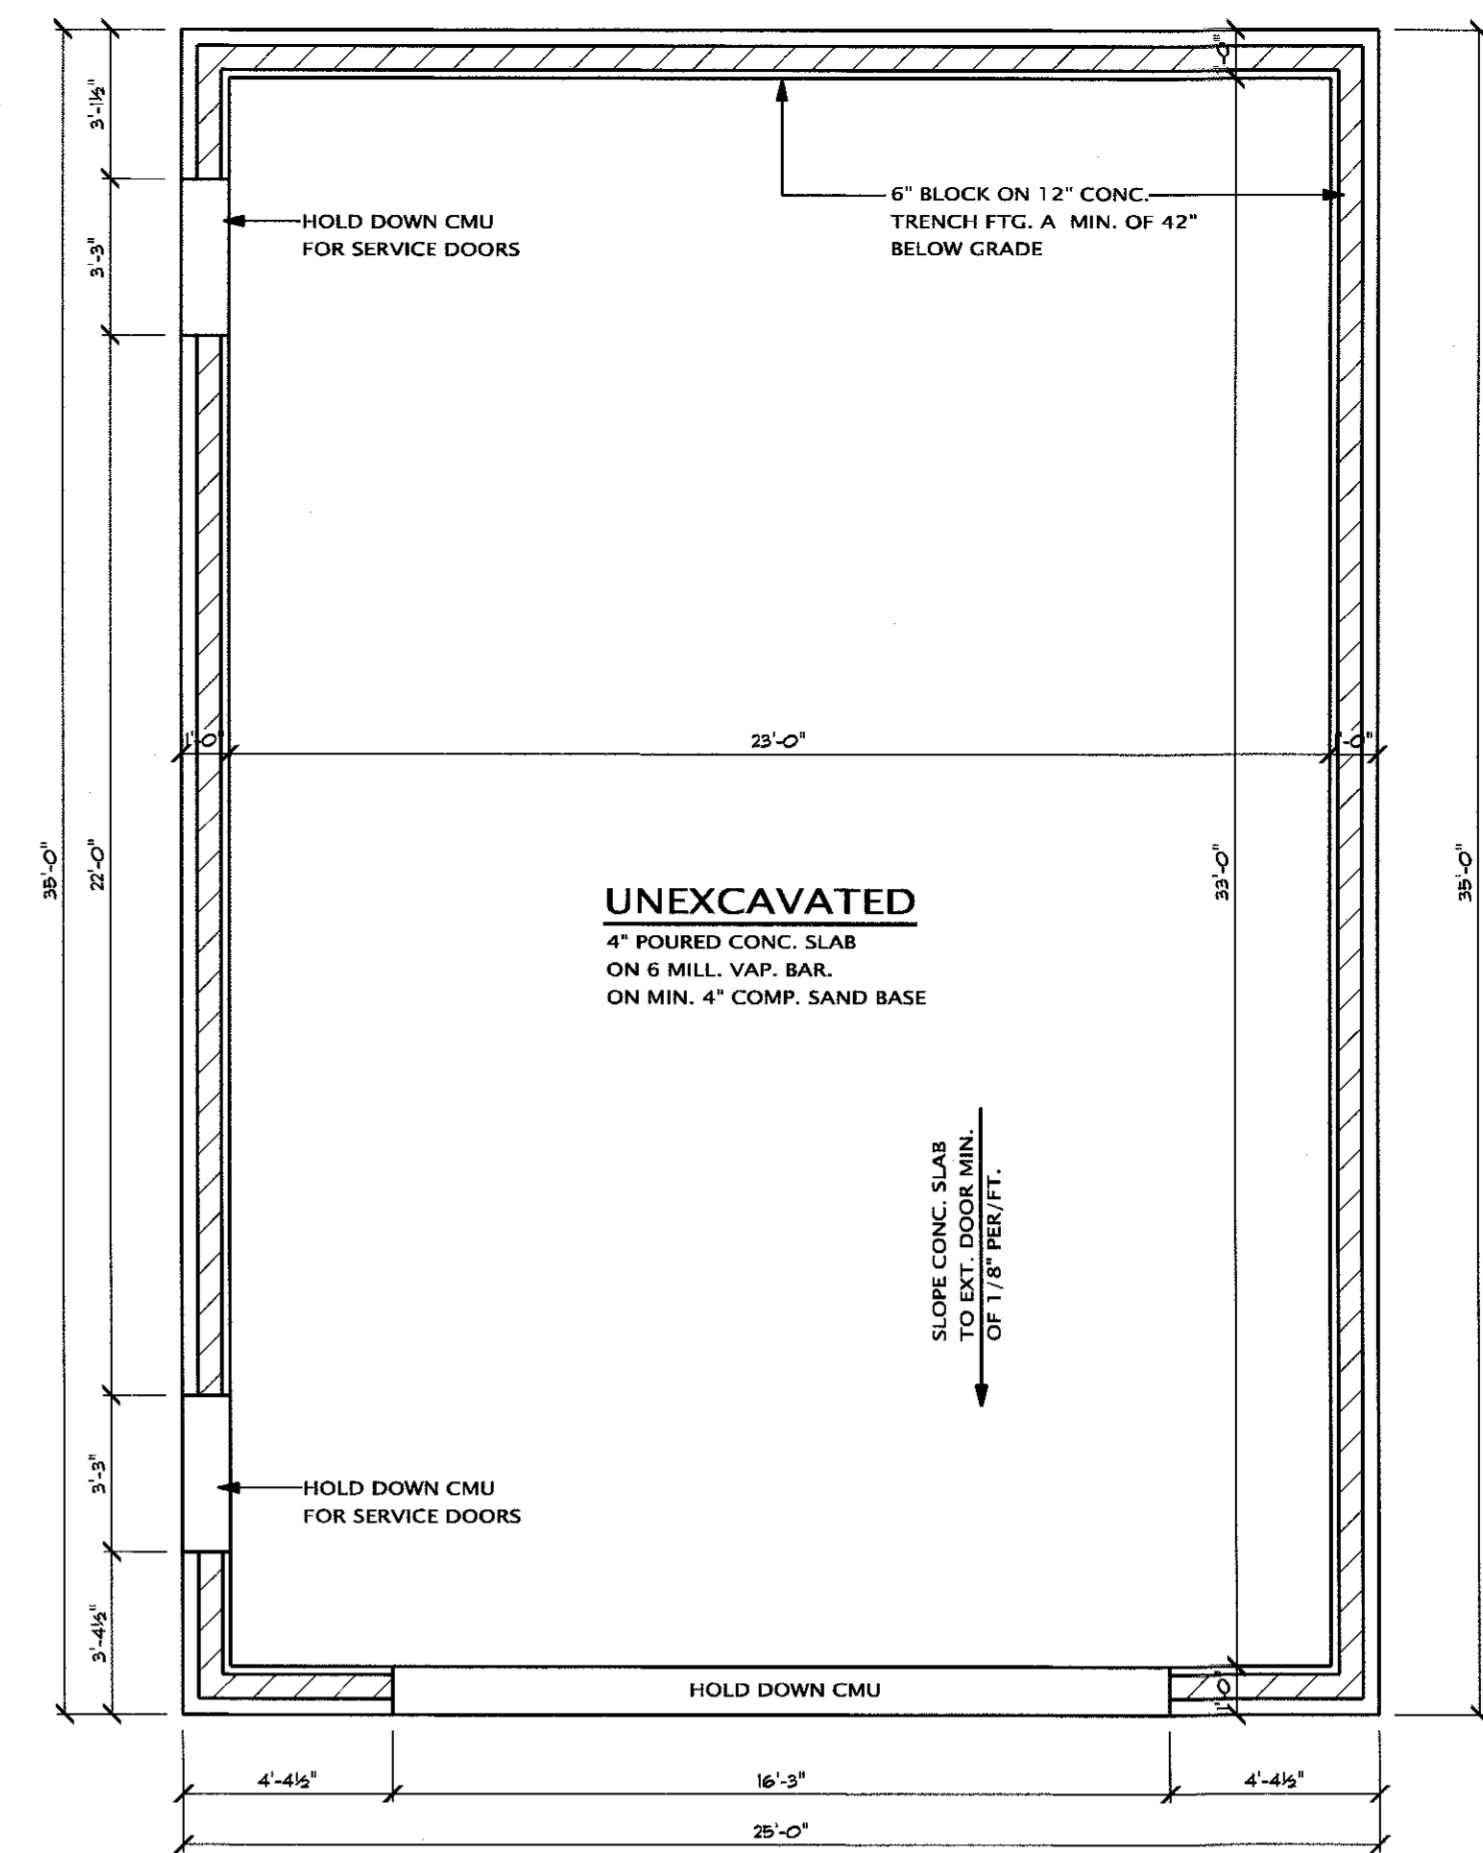 1'-0"
3'-1½"
6" BLOCK ON 12" CONC.
TRENCH FTG. A MIN. OF 42"
BELOW GRADE
HOLD DOWN CMU
FOR SERVICE DOORS
3'-3"
1'-0"
23'-0"
1'-0"
35'-0"
22'-0"
33'-0"
35'-0"
UNEXCAVATED
4" POURED CONC. SLAB
ON 6 MILL. VAP. BAR.
ON MIN. 4" COMP. SAND BASE
SLOPE CONC. SLAB
TO EXT. DOOR MIN.
OF 1/8" PER/FT.
3'-3"
HOLD DOWN CMU
FOR SERVICE DOORS
3'-4½"
HOLD DOWN CMU
1'-0"
4'-4½"
16'-3"
4'-4½"
25'-0"